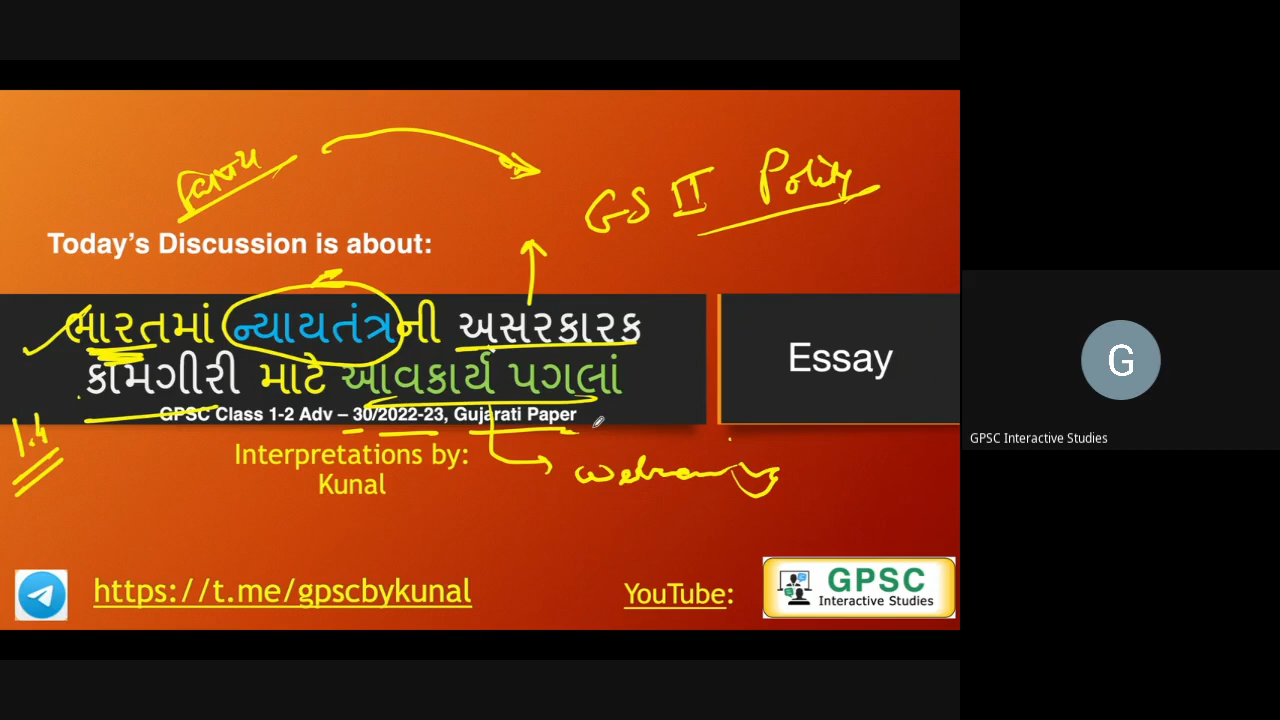 વિષય
GS II Polity
Today's Discussion is about:
ભારતમાં ન્યાયતંત્રની અસરકારક
કામગીરી માટે આવકાર્ય પગલાં
GPSC Class 1-2 Adv – 30/2022-23, Gujarati Paper
Essay
Interpretations by:
Kunal
https://t.me/gpscbykunal
YouTube:
GPSC
Interactive Studies
G
GPSC Interactive Studies